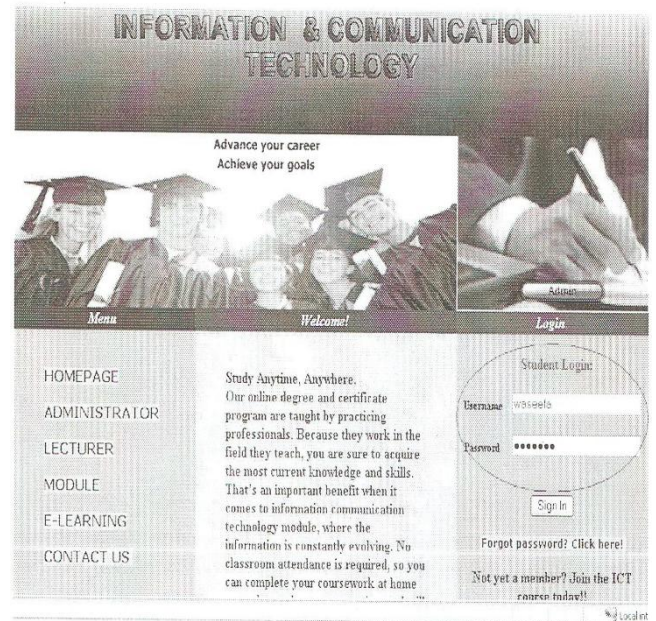 INFORMATION & COMMUNICATION
TECHNOLOGY
Advance your career
Achieve your goals
Admin
Menu
Welcome!
Login
HOMEPAGE
ADMINISTRATOR
LECTURER
MODULE
E-LEARNING
CONTACT US
Study Anytime, Anywhere.
Our online degree and certificate
program are taught by practicing
professionals. Because they work in the
field they teach, you are sure to acquire
the most current knowledge and skills.
That's an important benefit when it
comes to information communication
technology module, where the
information is constantly evolving. No
classroom attendance is required, so you
can complete your coursework at home
Student Login:
Username waseela
Password
Sign In
Forgot password? Click here!
Not yet a member? Join the ICT
course today!!
Local int